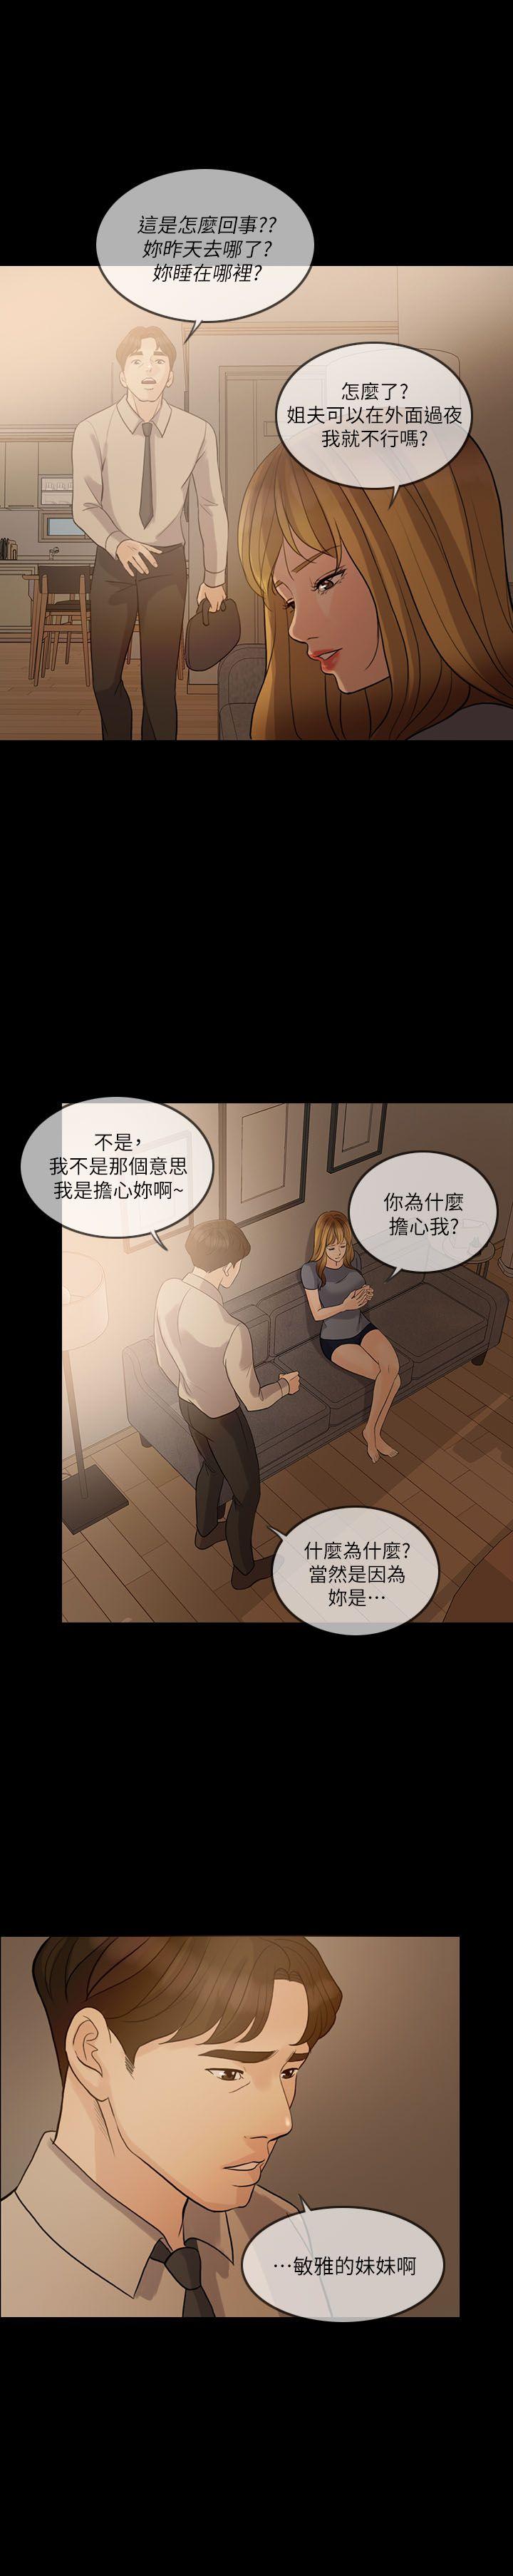 這是怎麼回事??
妳昨天去哪了?
妳睡在哪裡?
怎麼了?
姐夫可以在外面過夜
我就不行嗎?
不是,
我不是那個意思
我是擔心妳啊~
你為什麼
擔心我?
什麼為什麼?
當然是因為
妳是…
…敏雅的妹妹啊